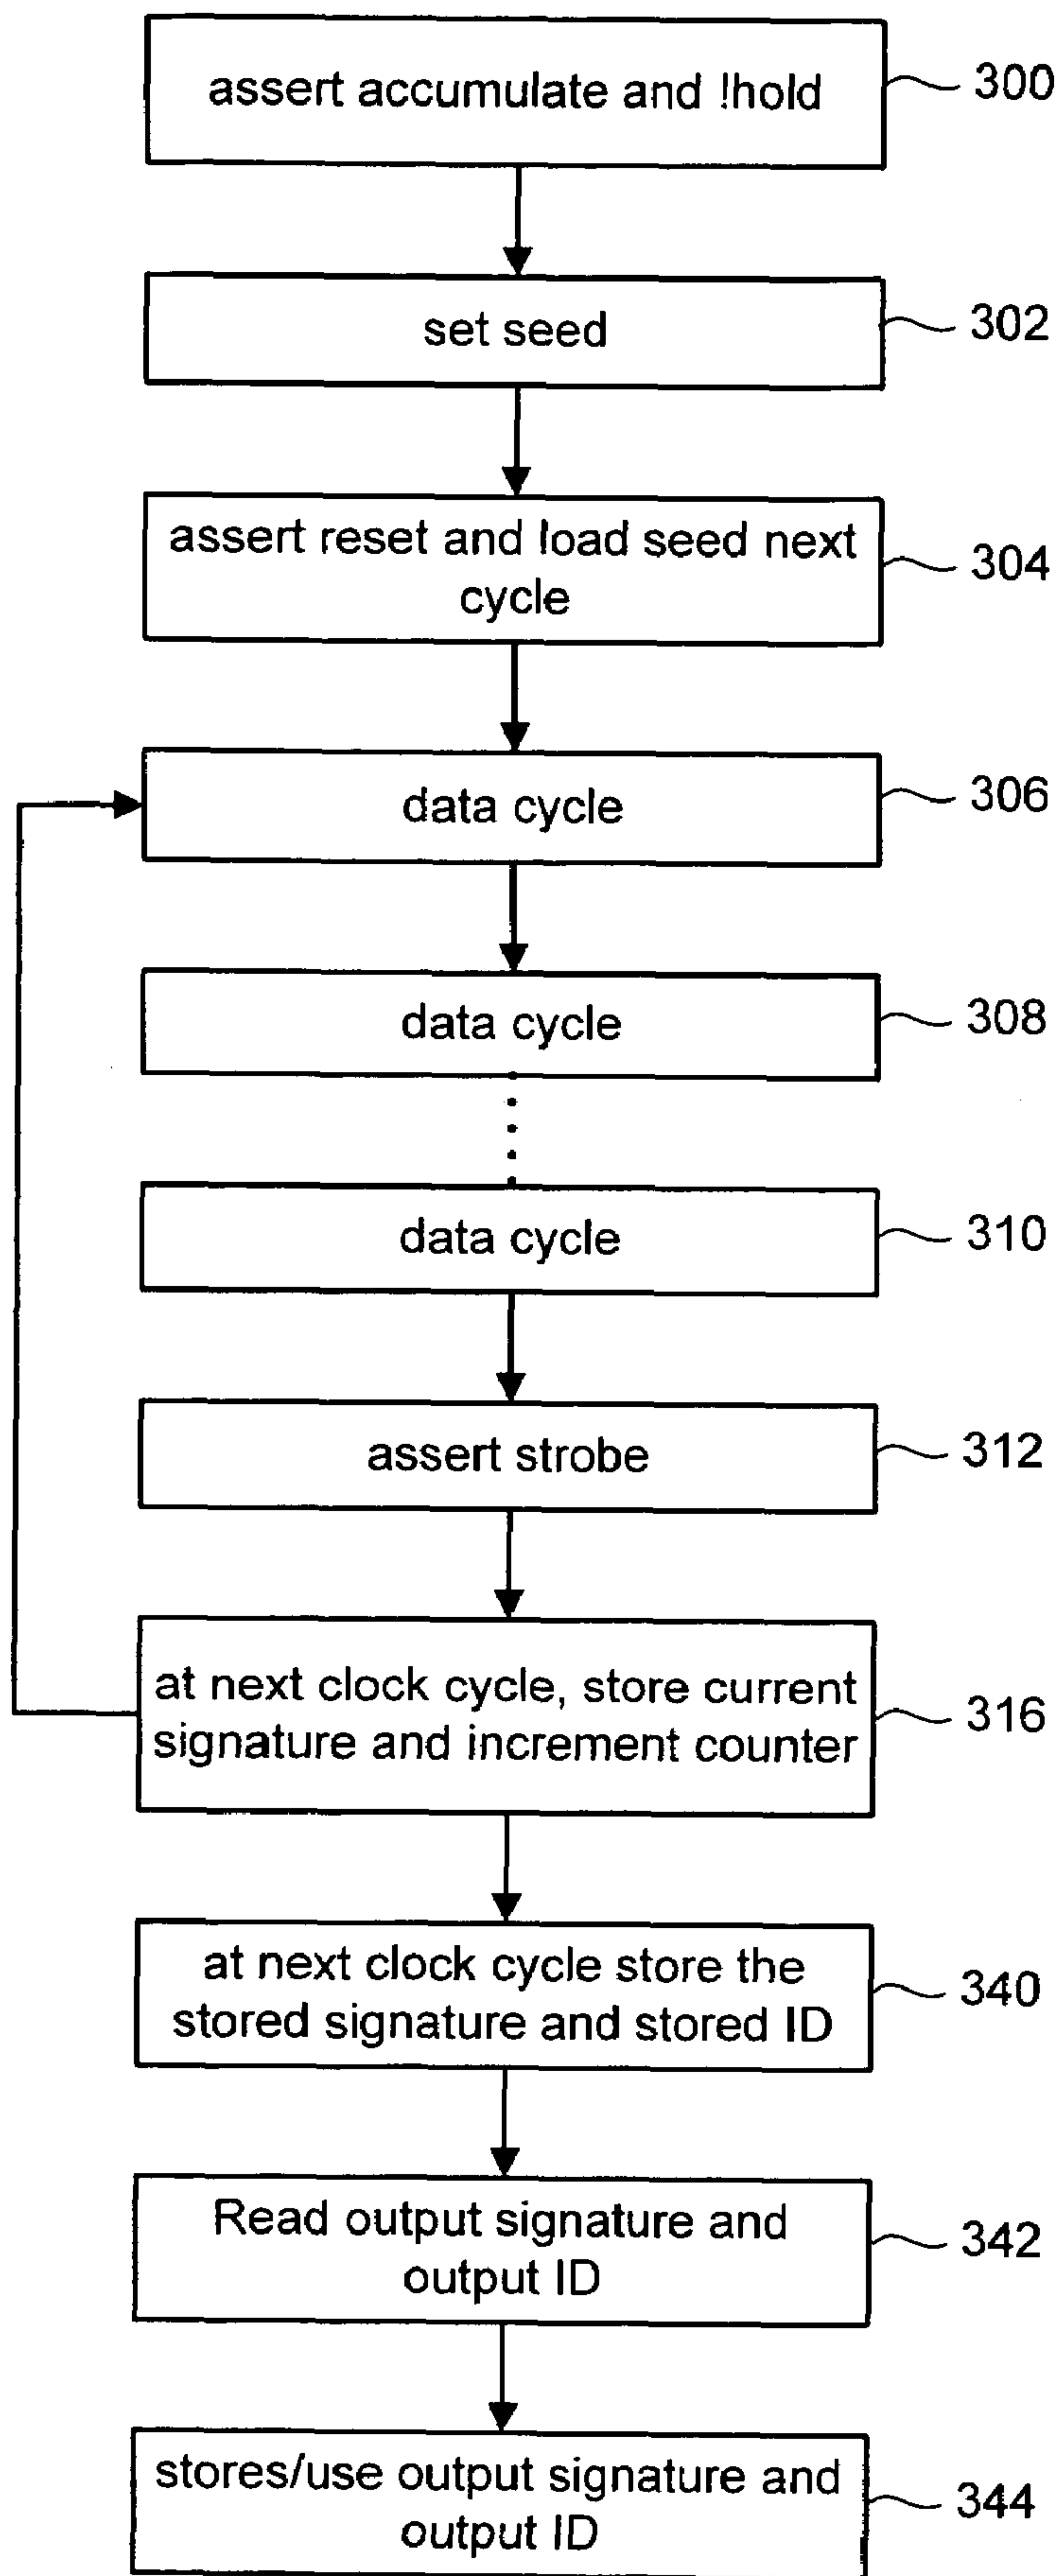 assert accumulate and !hold
300
set seed
302
assert reset and load seed next
cycle
304
data cycle
306
data cycle
308
data cycle
310
assert strobe
312
at next clock cycle, store current
signature and increment counter
316
at next clock cycle store the
stored signature and stored ID
340
Read output signature and
output ID
342
stores/use output signature and
output ID
344